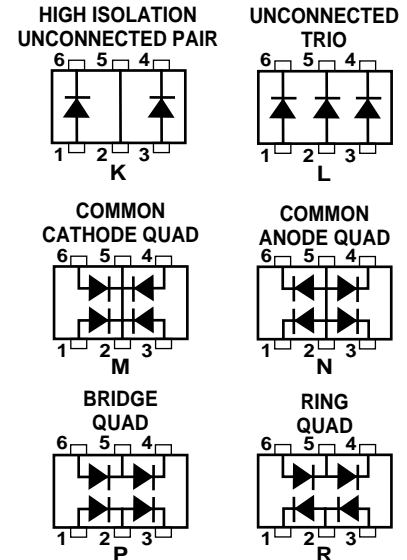 HIGH ISOLATION
UNCONNECTED PAIR
6 5 4
1 2 3
K
UNCONNECTED
TRIO
6 5 4
1 2 3
L
COMMON
CATHODE QUAD
6 5 4
1 2 3
M
COMMON
ANODE QUAD
6 5 4
1 2 3
N
BRIDGE
QUAD
6 5 4
1 2 3
P
RING
QUAD
6 5 4
1 2 3
R